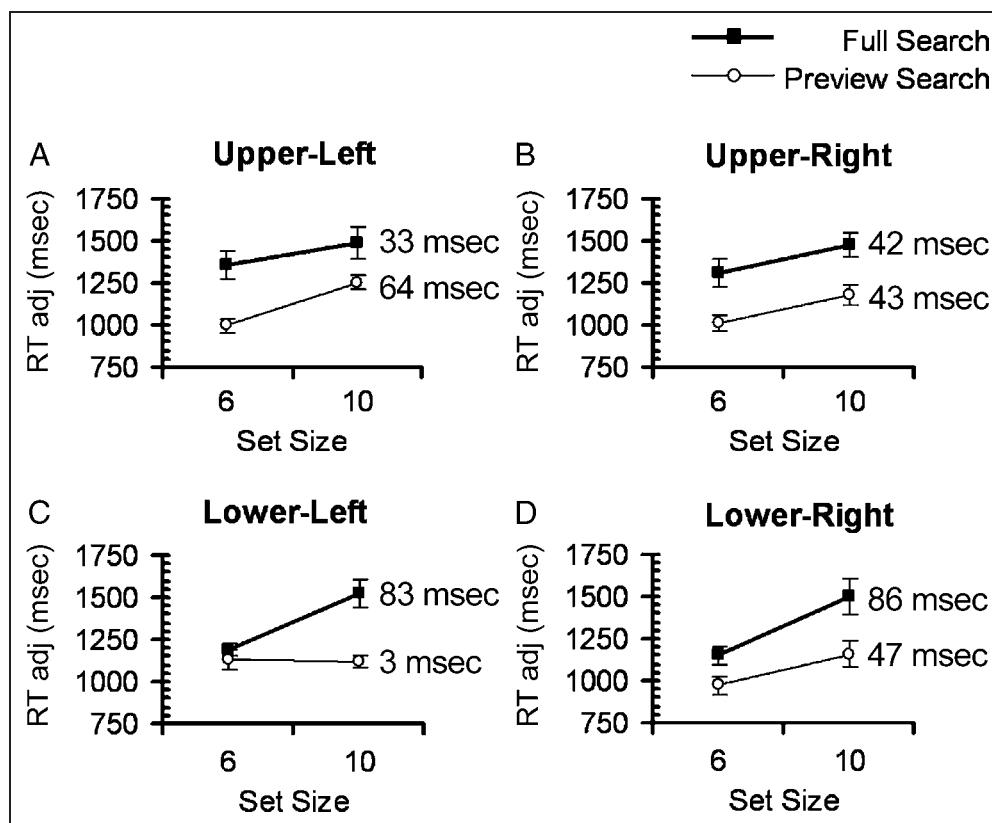 Full Search
Preview Search
A Upper-Left
RT adj (msec)
1750
1500
1250
1000
750
33 msec
64 msec
6 10
Set Size
B Upper-Right
RT adj (msec)
1750
1500
1250
1000
750
42 msec
43 msec
6 10
Set Size
C Lower-Left
RT adj (msec)
1750
1500
1250
1000
750
83 msec
3 msec
6 10
Set Size
D Lower-Right
RT adj (msec)
1750
1500
1250
1000
750
86 msec
47 msec
6 10
Set Size